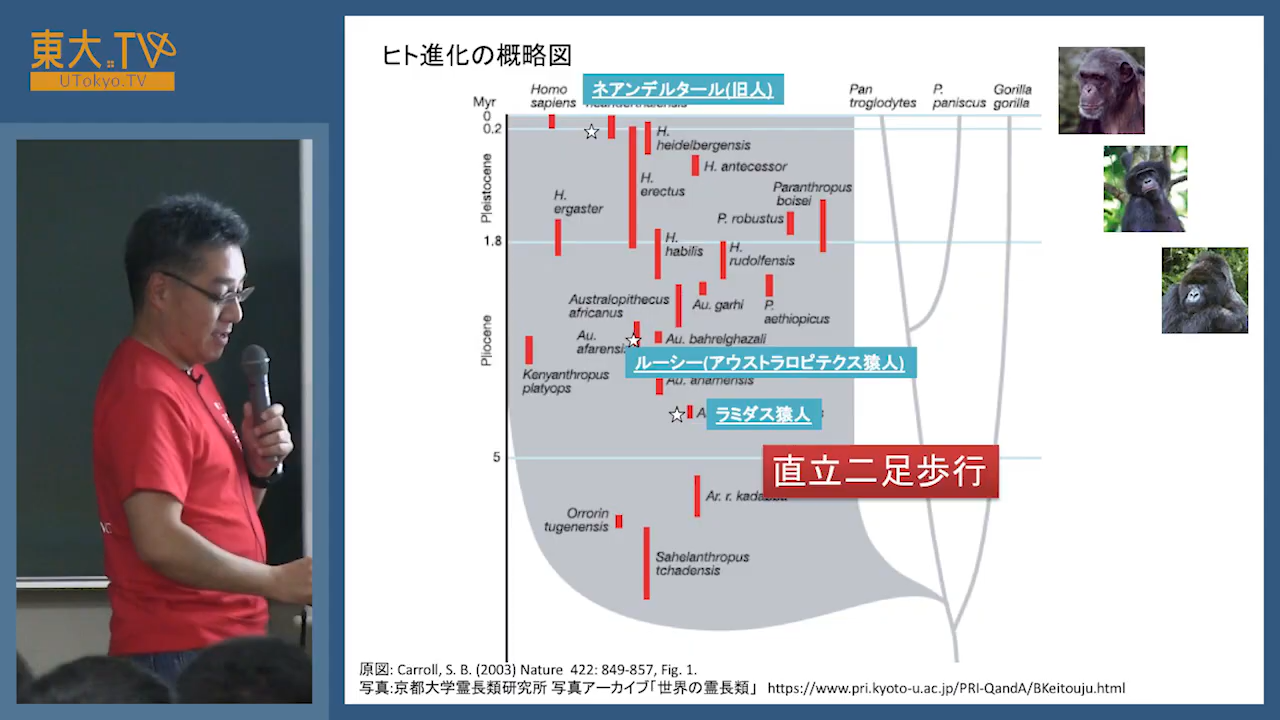 東大.TV
UTokyo.TV
ヒト進化の概略図
Myr
Homo
sapiens
ネアンデルタール(旧人)
Pan
troglodytes
P.
paniscus
Gorilla
gorilla
0
0.2
H.
heidelbergensis
H. antecessor
Pleistocene
H.
erectus
H.
ergaster
Paranthropus
boisei
P. robustus
1.8
H.
habilis
H.
rudolfensis
Australopithecus
africanus
Au. garhi
P.
aethiopicus
Pliocene
Au.
afarensi
Au. bahrelghazali
ルーシー(アウストラロピテクス猿人)
Kenyanthropus
platyops
Au. anamensis
A
ラミダス猿人
5
直立二足歩行
Ar. r. kadabba
Orrorin
tugenensis
Sahelanthropus
tchadensis
原図: Carroll, S. B. (2003) Nature 422: 849-857, Fig. 1.
写真:京都大学霊長類研究所 写真アーカイブ「世界の霊長類」 https://www.pri.kyoto-u.ac.jp/PRI-QandA/BKeitouju.html